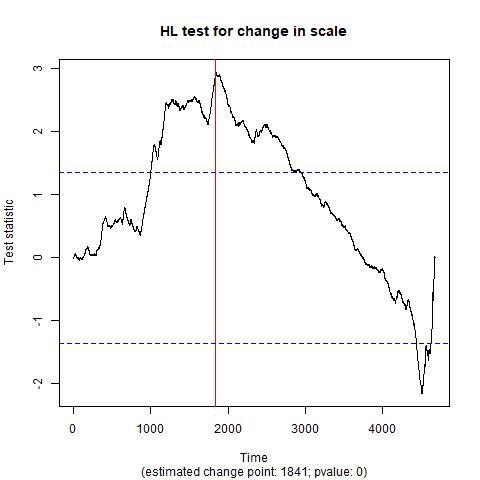 HL test for change in scale
Test statistic
3
2
1
0
-1
-2
0 1000 2000 3000 4000
Time
(estimated change point: 1841; pvalue: 0)